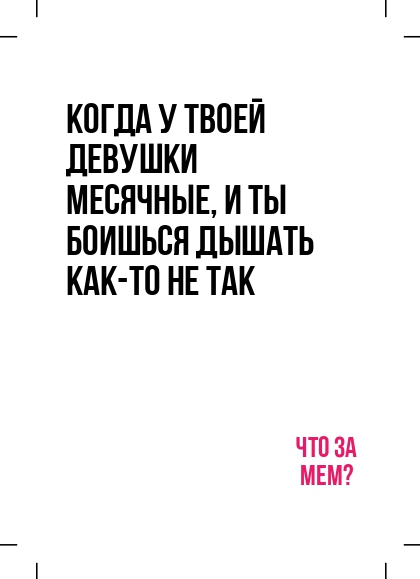 КОГДА У ТВОЕЙ
ДЕВУШКИ
МЕСЯЧНЫЕ, И ТЫ
БОИШЬСЯ ДЫШАТЬ
КАК-ТО НЕ ТАК
ЧТО ЗА
МЕМ?